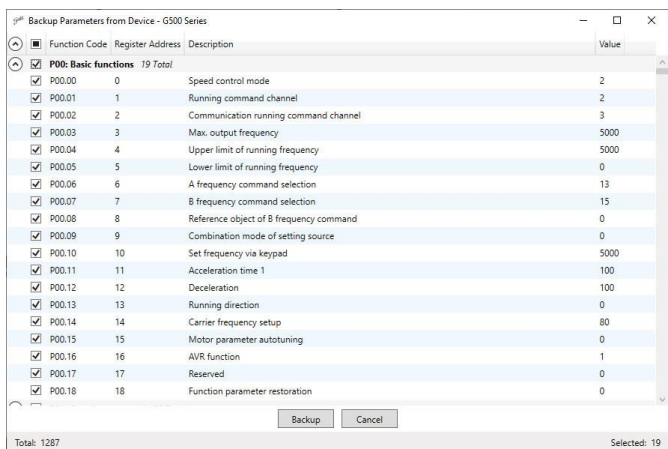 Backup Parameters from Device - G500 Series
Function Code Register Address Description Value
P00: Basic functions 19 Total
P00.00 0 Speed control mode 2
P00.01 1 Running command channel 2
P00.02 2 Communication running command channel 3
P00.03 3 Max. output frequency 5000
P00.04 4 Upper limit of running frequency 5000
P00.05 5 Lower limit of running frequency 0
P00.06 6 A frequency command selection 13
P00.07 7 B frequency command selection 15
P00.08 8 Reference object of B frequency command 0
P00.09 9 Combination mode of setting source 0
P00.10 10 Set frequency via keypad 5000
P00.11 11 Acceleration time 1 100
P00.12 12 Deceleration 100
P00.13 13 Running direction 0
P00.14 14 Carrier frequency setup 80
P00.15 15 Motor parameter autotuning 0
P00.16 16 AVR function 1
P00.17 17 Reserved 0
P00.18 18 Function parameter restoration 0
Backup Cancel
Total: 1287 Selected: 19